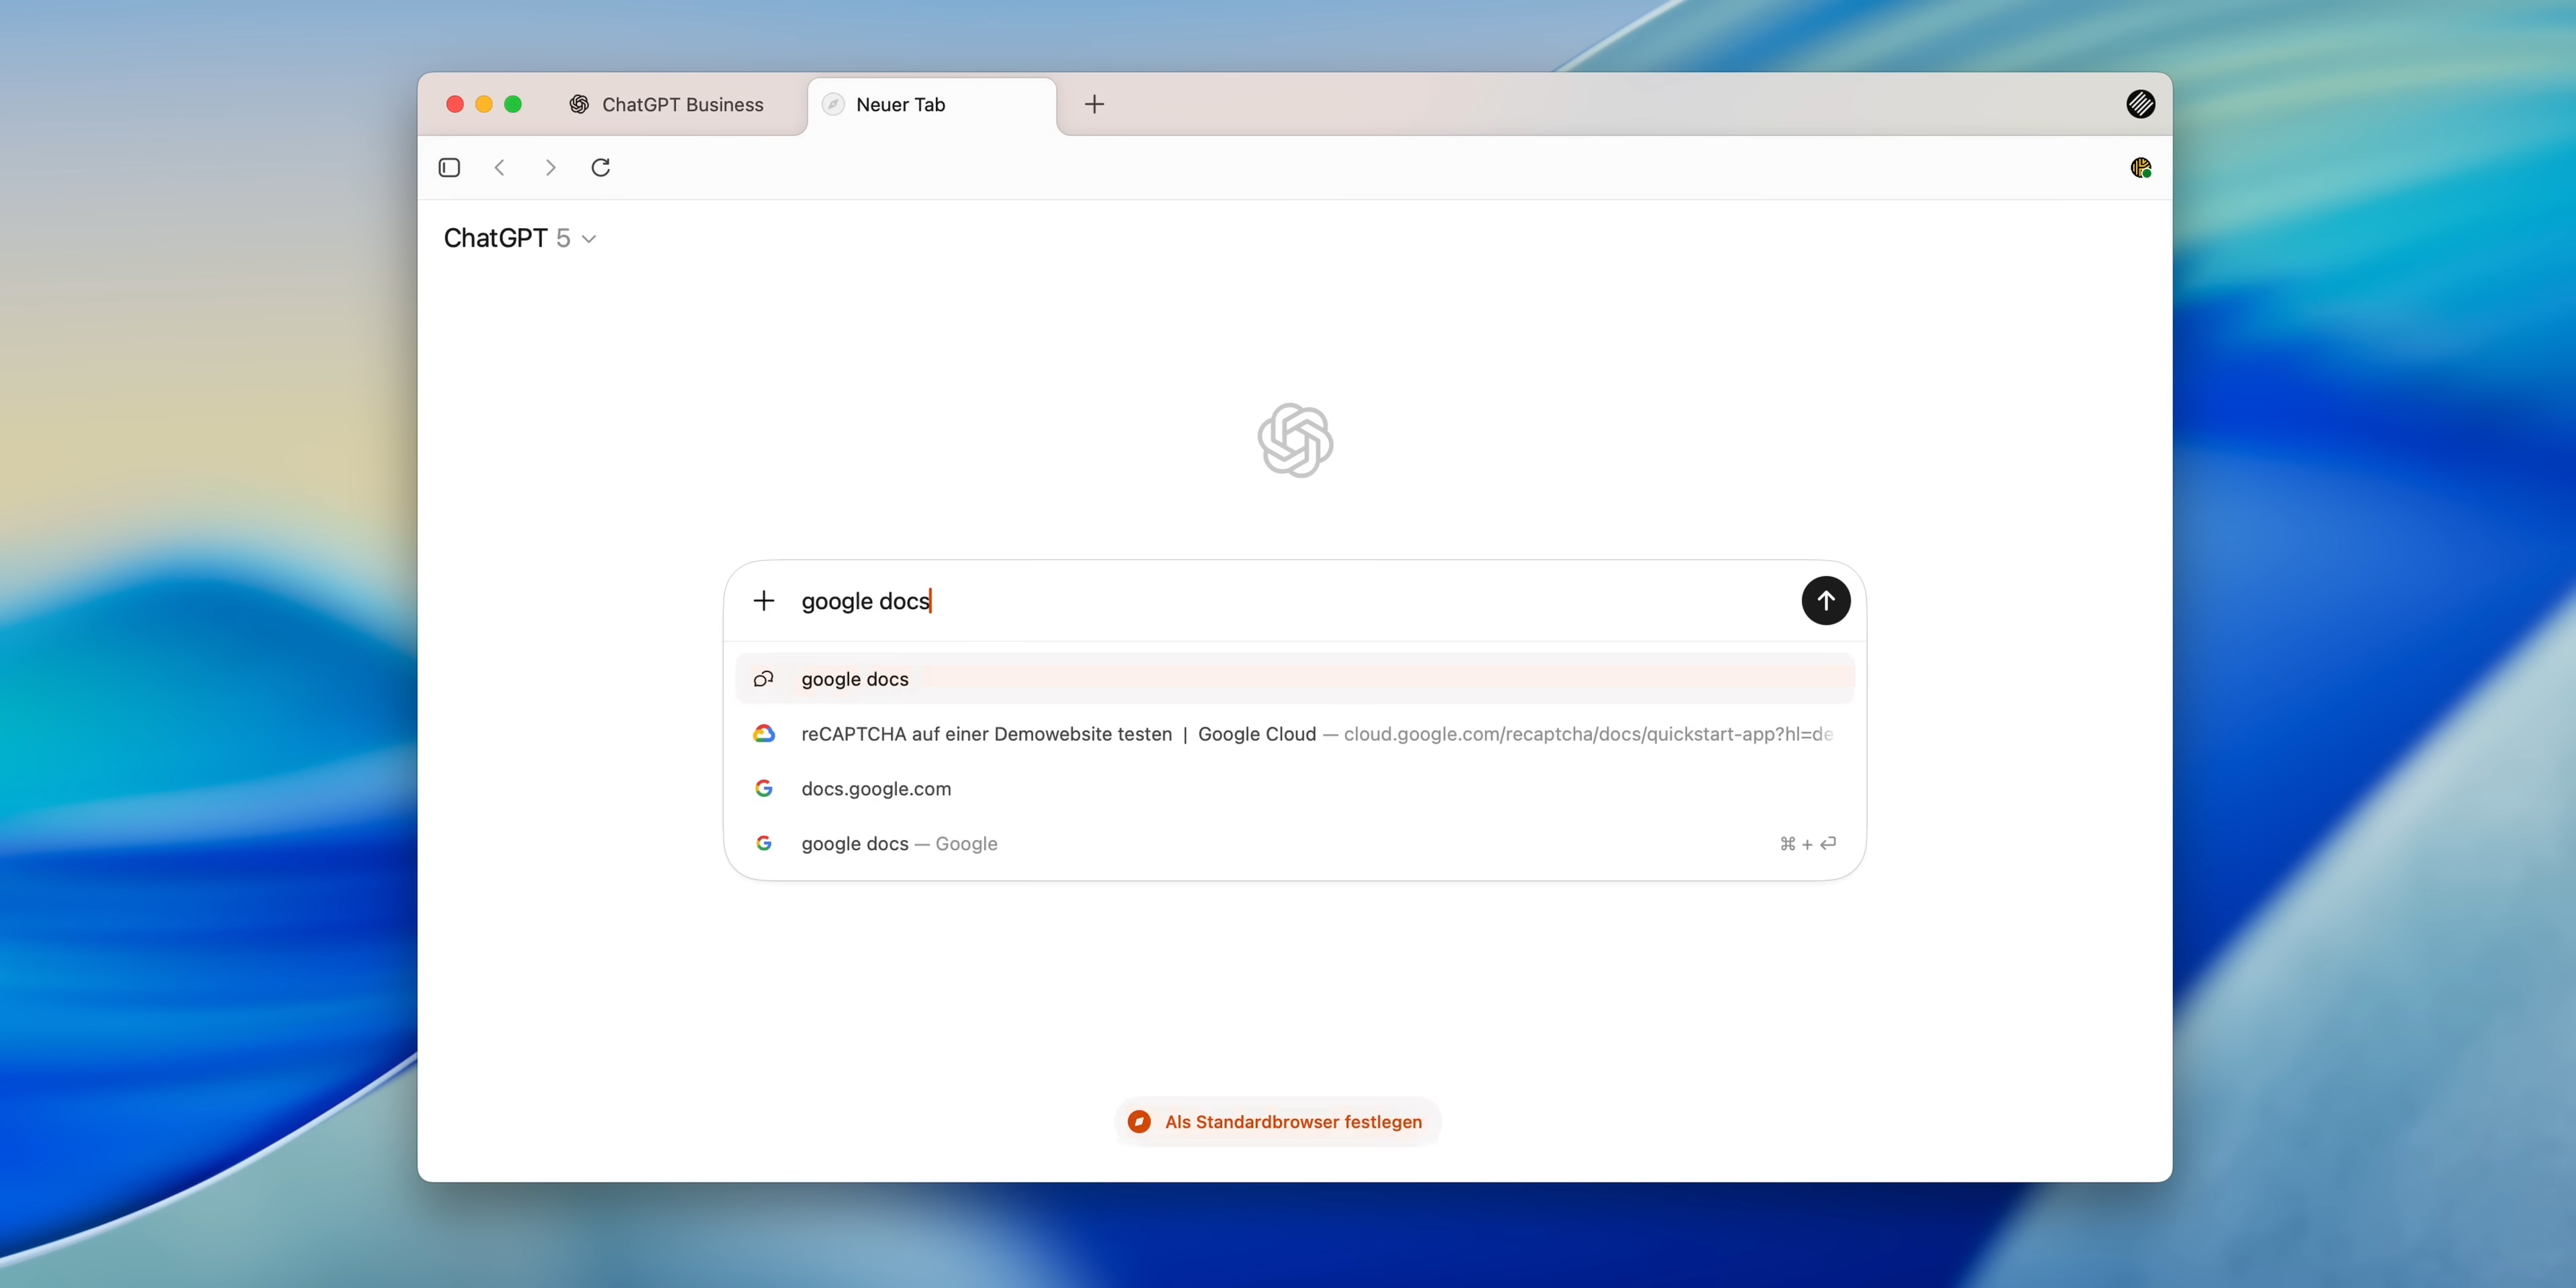 ChatGPT Business
Neuer Tab
ChatGPT 5
google docs
google docs
reCAPTCHA auf einer Demowebsite testen | Google Cloud — cloud.google.com/recaptcha/docs/quickstart-app?hl=de
docs.google.com
google docs — Google ⌘ + ⏎
Als Standardbrowser festlegen